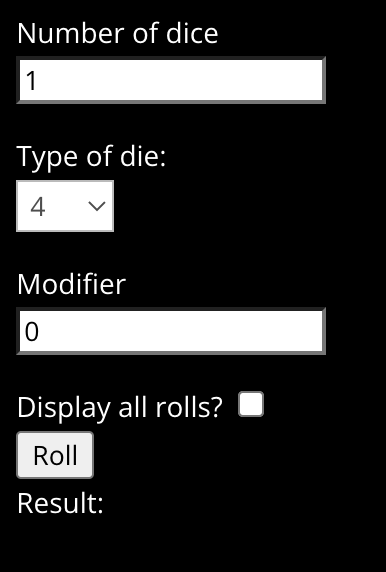 Number of dice
1
Type of die:
4
Modifier
0
Display all rolls?
Roll
Result: